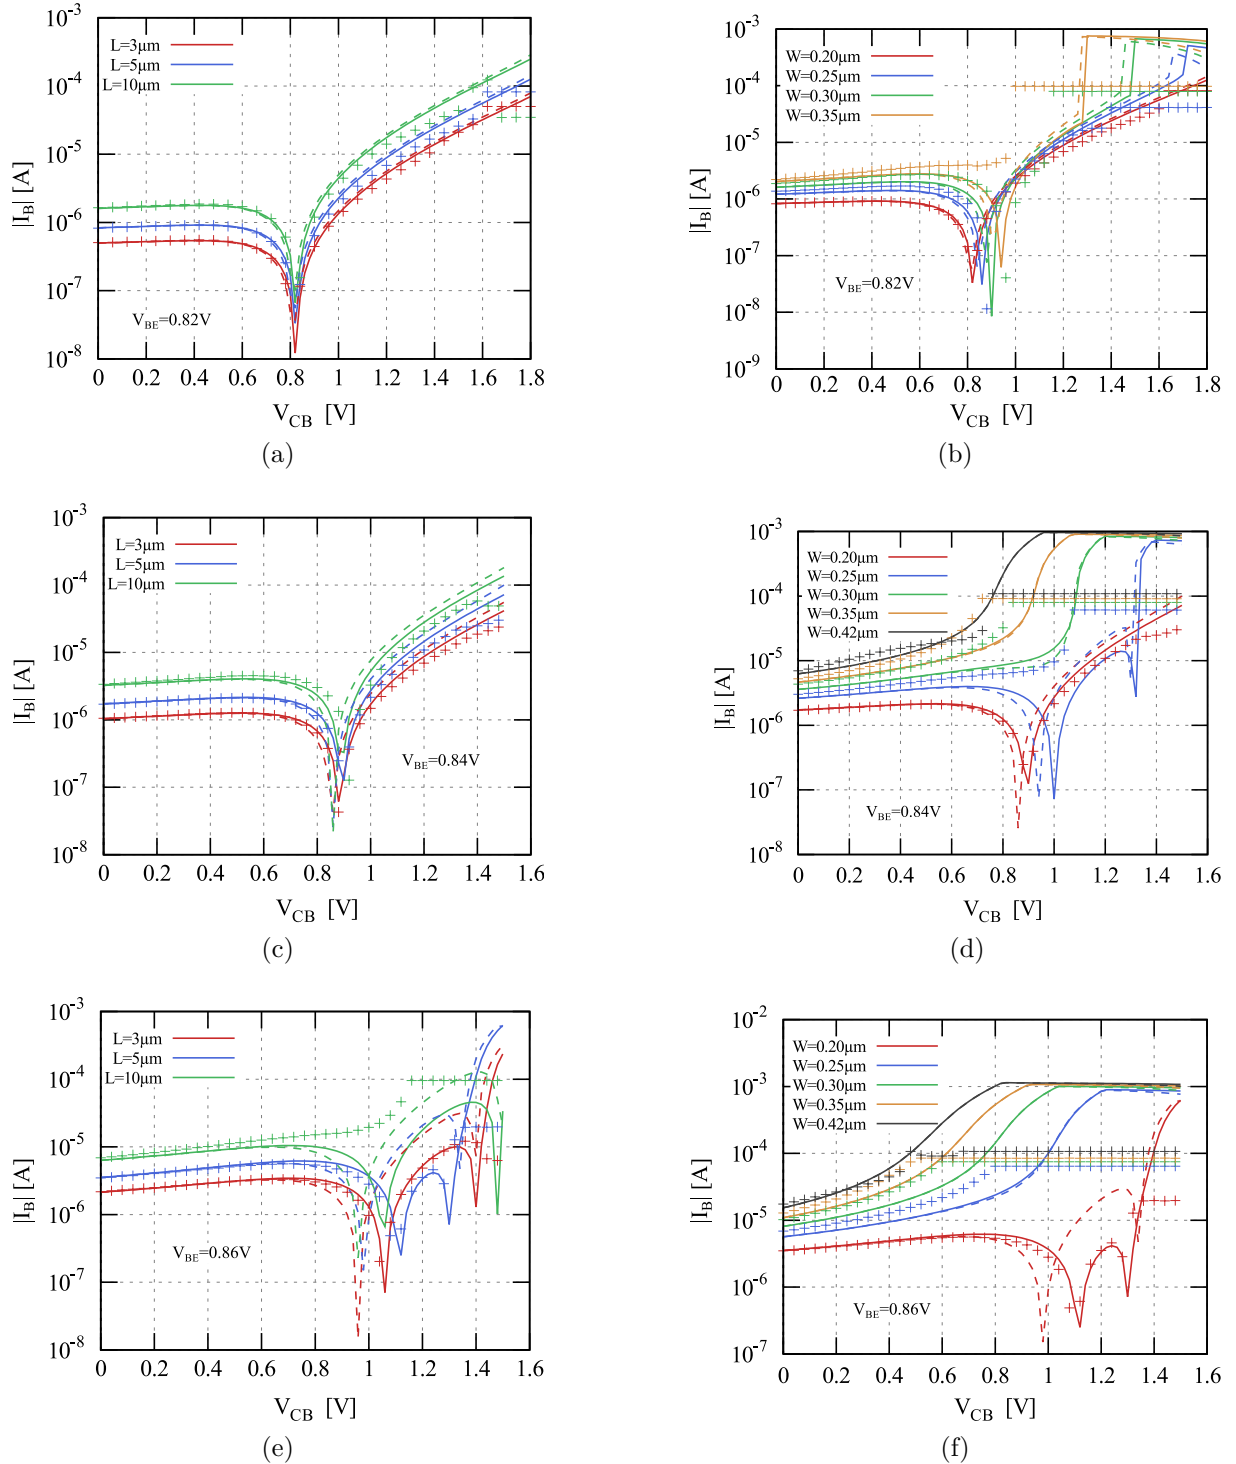 10^-3
10^-4
10^-5
10^-6
10^-7
10^-8
|I_B| [A]
L=3μm
L=5μm
L=10μm
V_BE=0.82V
0 0.2 0.4 0.6 0.8 1 1.2 1.4 1.6 1.8
V_CB [V]
(a)
10^-3
10^-4
10^-5
10^-6
10^-7
10^-8
10^-9
|I_B| [A]
W=0.20μm
W=0.25μm
W=0.30μm
W=0.35μm
V_BE=0.82V
0 0.2 0.4 0.6 0.8 1 1.2 1.4 1.6 1.8
V_CB [V]
(b)
10^-3
10^-4
10^-5
10^-6
10^-7
10^-8
|I_B| [A]
L=3μm
L=5μm
L=10μm
V_BE=0.84V
0 0.2 0.4 0.6 0.8 1 1.2 1.4 1.6
V_CB [V]
(c)
10^-3
10^-4
10^-5
10^-6
10^-7
10^-8
|I_B| [A]
W=0.20μm
W=0.25μm
W=0.30μm
W=0.35μm
W=0.42μm
V_BE=0.84V
0 0.2 0.4 0.6 0.8 1 1.2 1.4 1.6
V_CB [V]
(d)
10^-3
10^-4
10^-5
10^-6
10^-7
10^-8
|I_B| [A]
L=3μm
L=5μm
L=10μm
V_BE=0.86V
0 0.2 0.4 0.6 0.8 1 1.2 1.4 1.6
V_CB [V]
(e)
10^-2
10^-3
10^-4
10^-5
10^-6
10^-7
|I_B| [A]
W=0.20μm
W=0.25μm
W=0.30μm
W=0.35μm
W=0.42μm
V_BE=0.86V
0 0.2 0.4 0.6 0.8 1 1.2 1.4 1.6
V_CB [V]
(f)